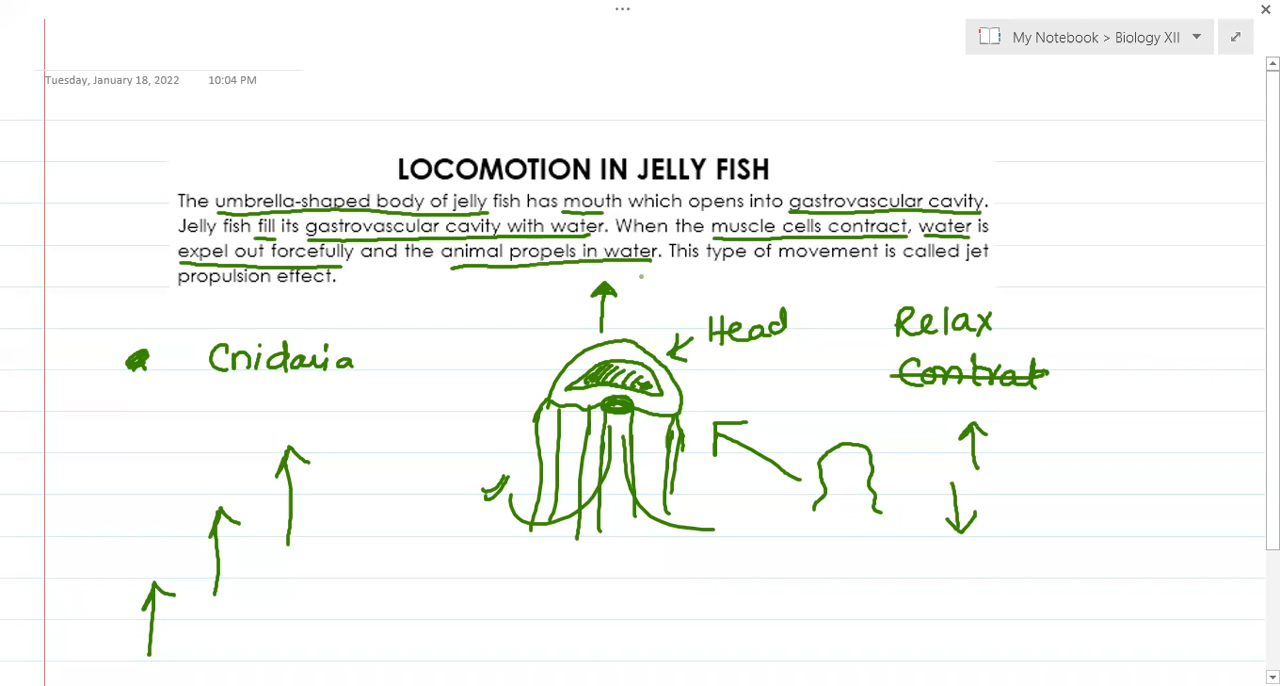 My Notebook > Biology XII
Tuesday, January 18, 2022 10:04 PM
LOCOMOTION IN JELLY FISH
The umbrella-shaped body of jelly fish has mouth which opens into gastrovascular cavity.
Jelly fish fill its gastrovascular cavity with water. When the muscle cells contract, water is
expel out forcefully and the animal propels in water. This type of movement is called jet
propulsion effect.
Head
Relax
Cnidaria
Contrat